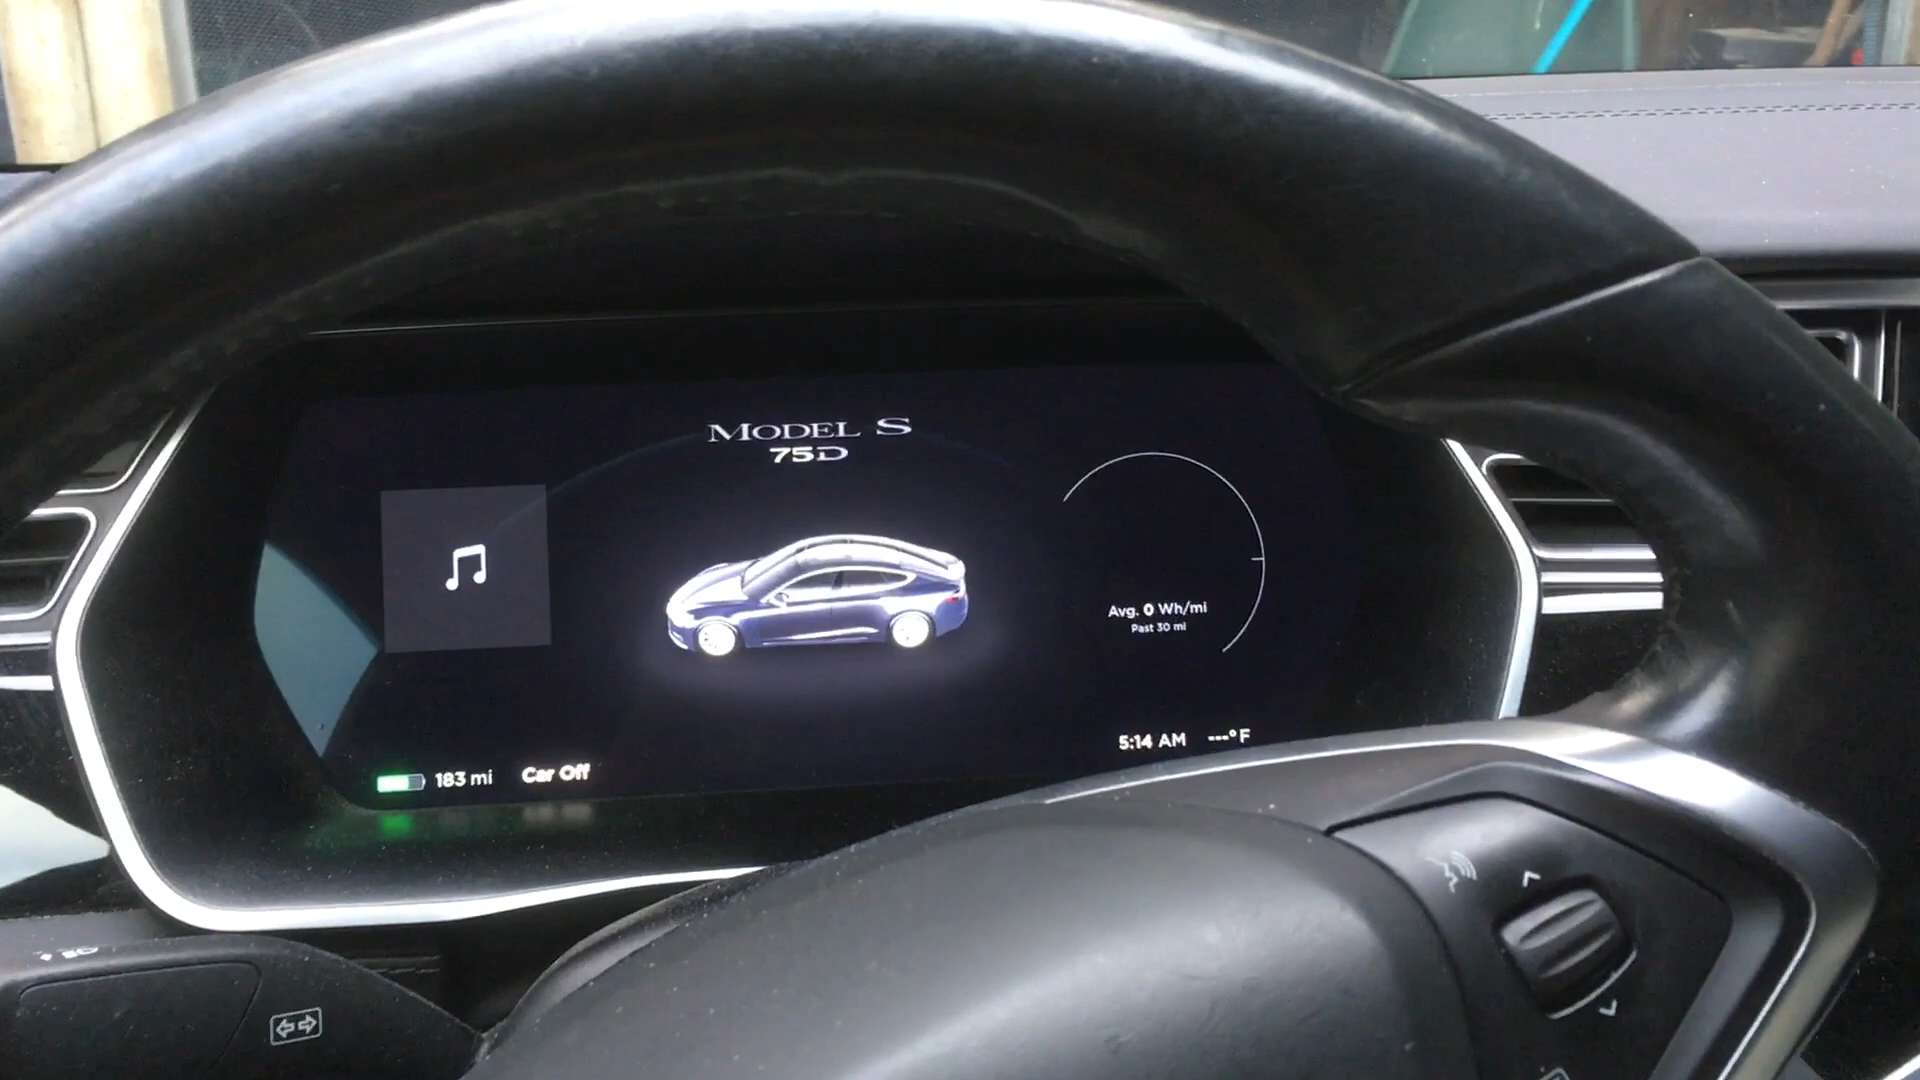 MODEL S
75D
Avg. 0 Wh/mi
Past 30 mi
5:14 AM ---°F
183 mi Car Off